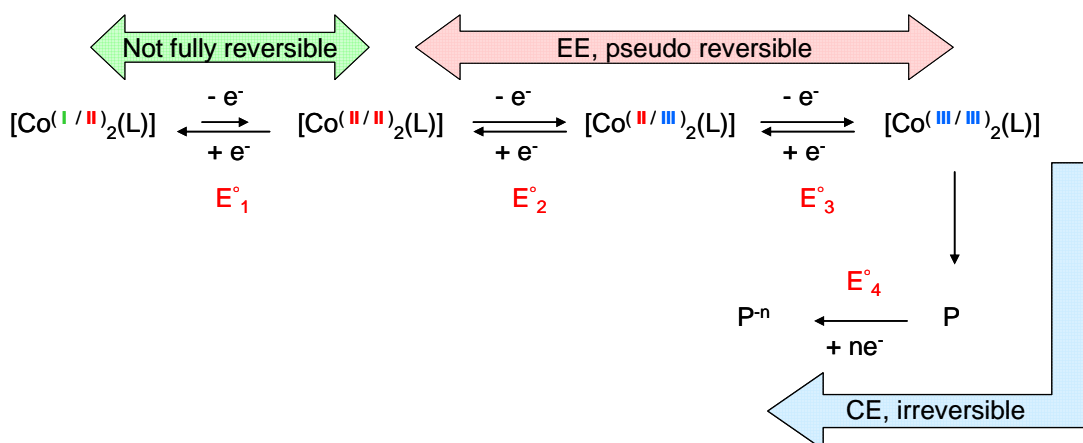 Not fully reversible EE, pseudo reversible
- e- - e- - e-
[Co(I/II)2(L)] [Co(II/II)2(L)] [Co(II/III)2(L)] [Co(III/III)2(L)]
+ e- + e- + e-
E°1 E°2 E°3
E°4
P-n P
+ ne-
CE, irreversible